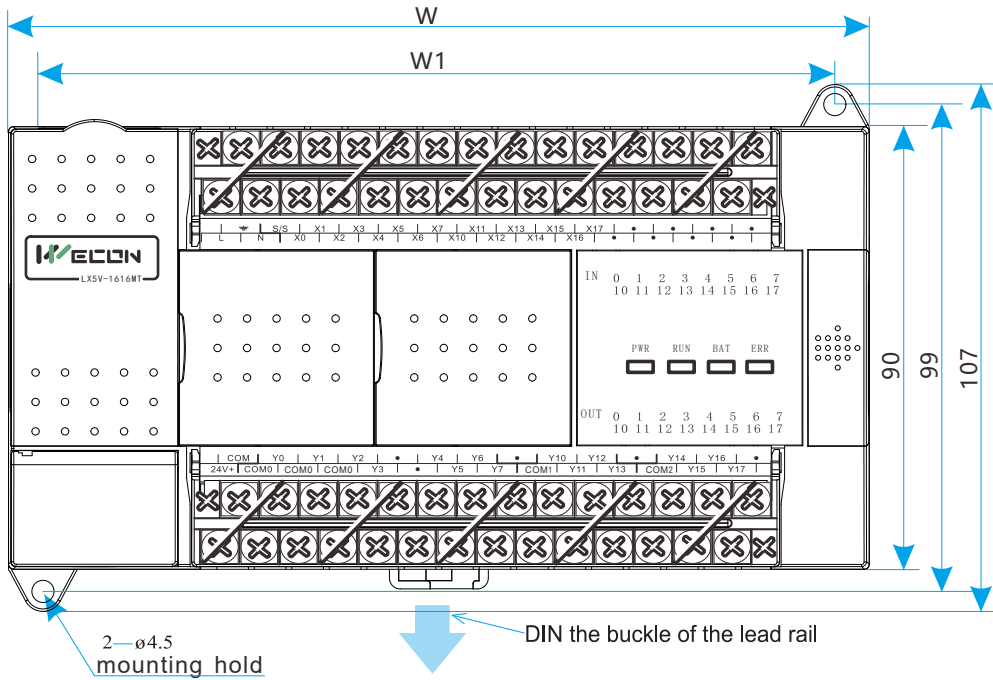 W
W1
S/S X1 X3 X5 X7 X11 X13 X15 X17 • • • •
L N X0 X2 X4 X6 X10 X12 X14 X16 • • • •
WECON
LX5V-1616MT
IN 0 1 2 3 4 5 6 7
10 11 12 13 14 15 16 17
PWR RUN BAT ERR
OUT 0 1 2 3 4 5 6 7
10 11 12 13 14 15 16 17
90
99
107
COM Y0 Y1 Y2 • Y4 Y6 • Y10 Y12 • Y14 Y16 •
24V+ COM0 COM0 COM0 Y3 • Y5 Y7 COM1 Y11 Y13 COM2 Y15 Y17
DIN the buckle of the lead rail
2—ø4.5
mounting hold